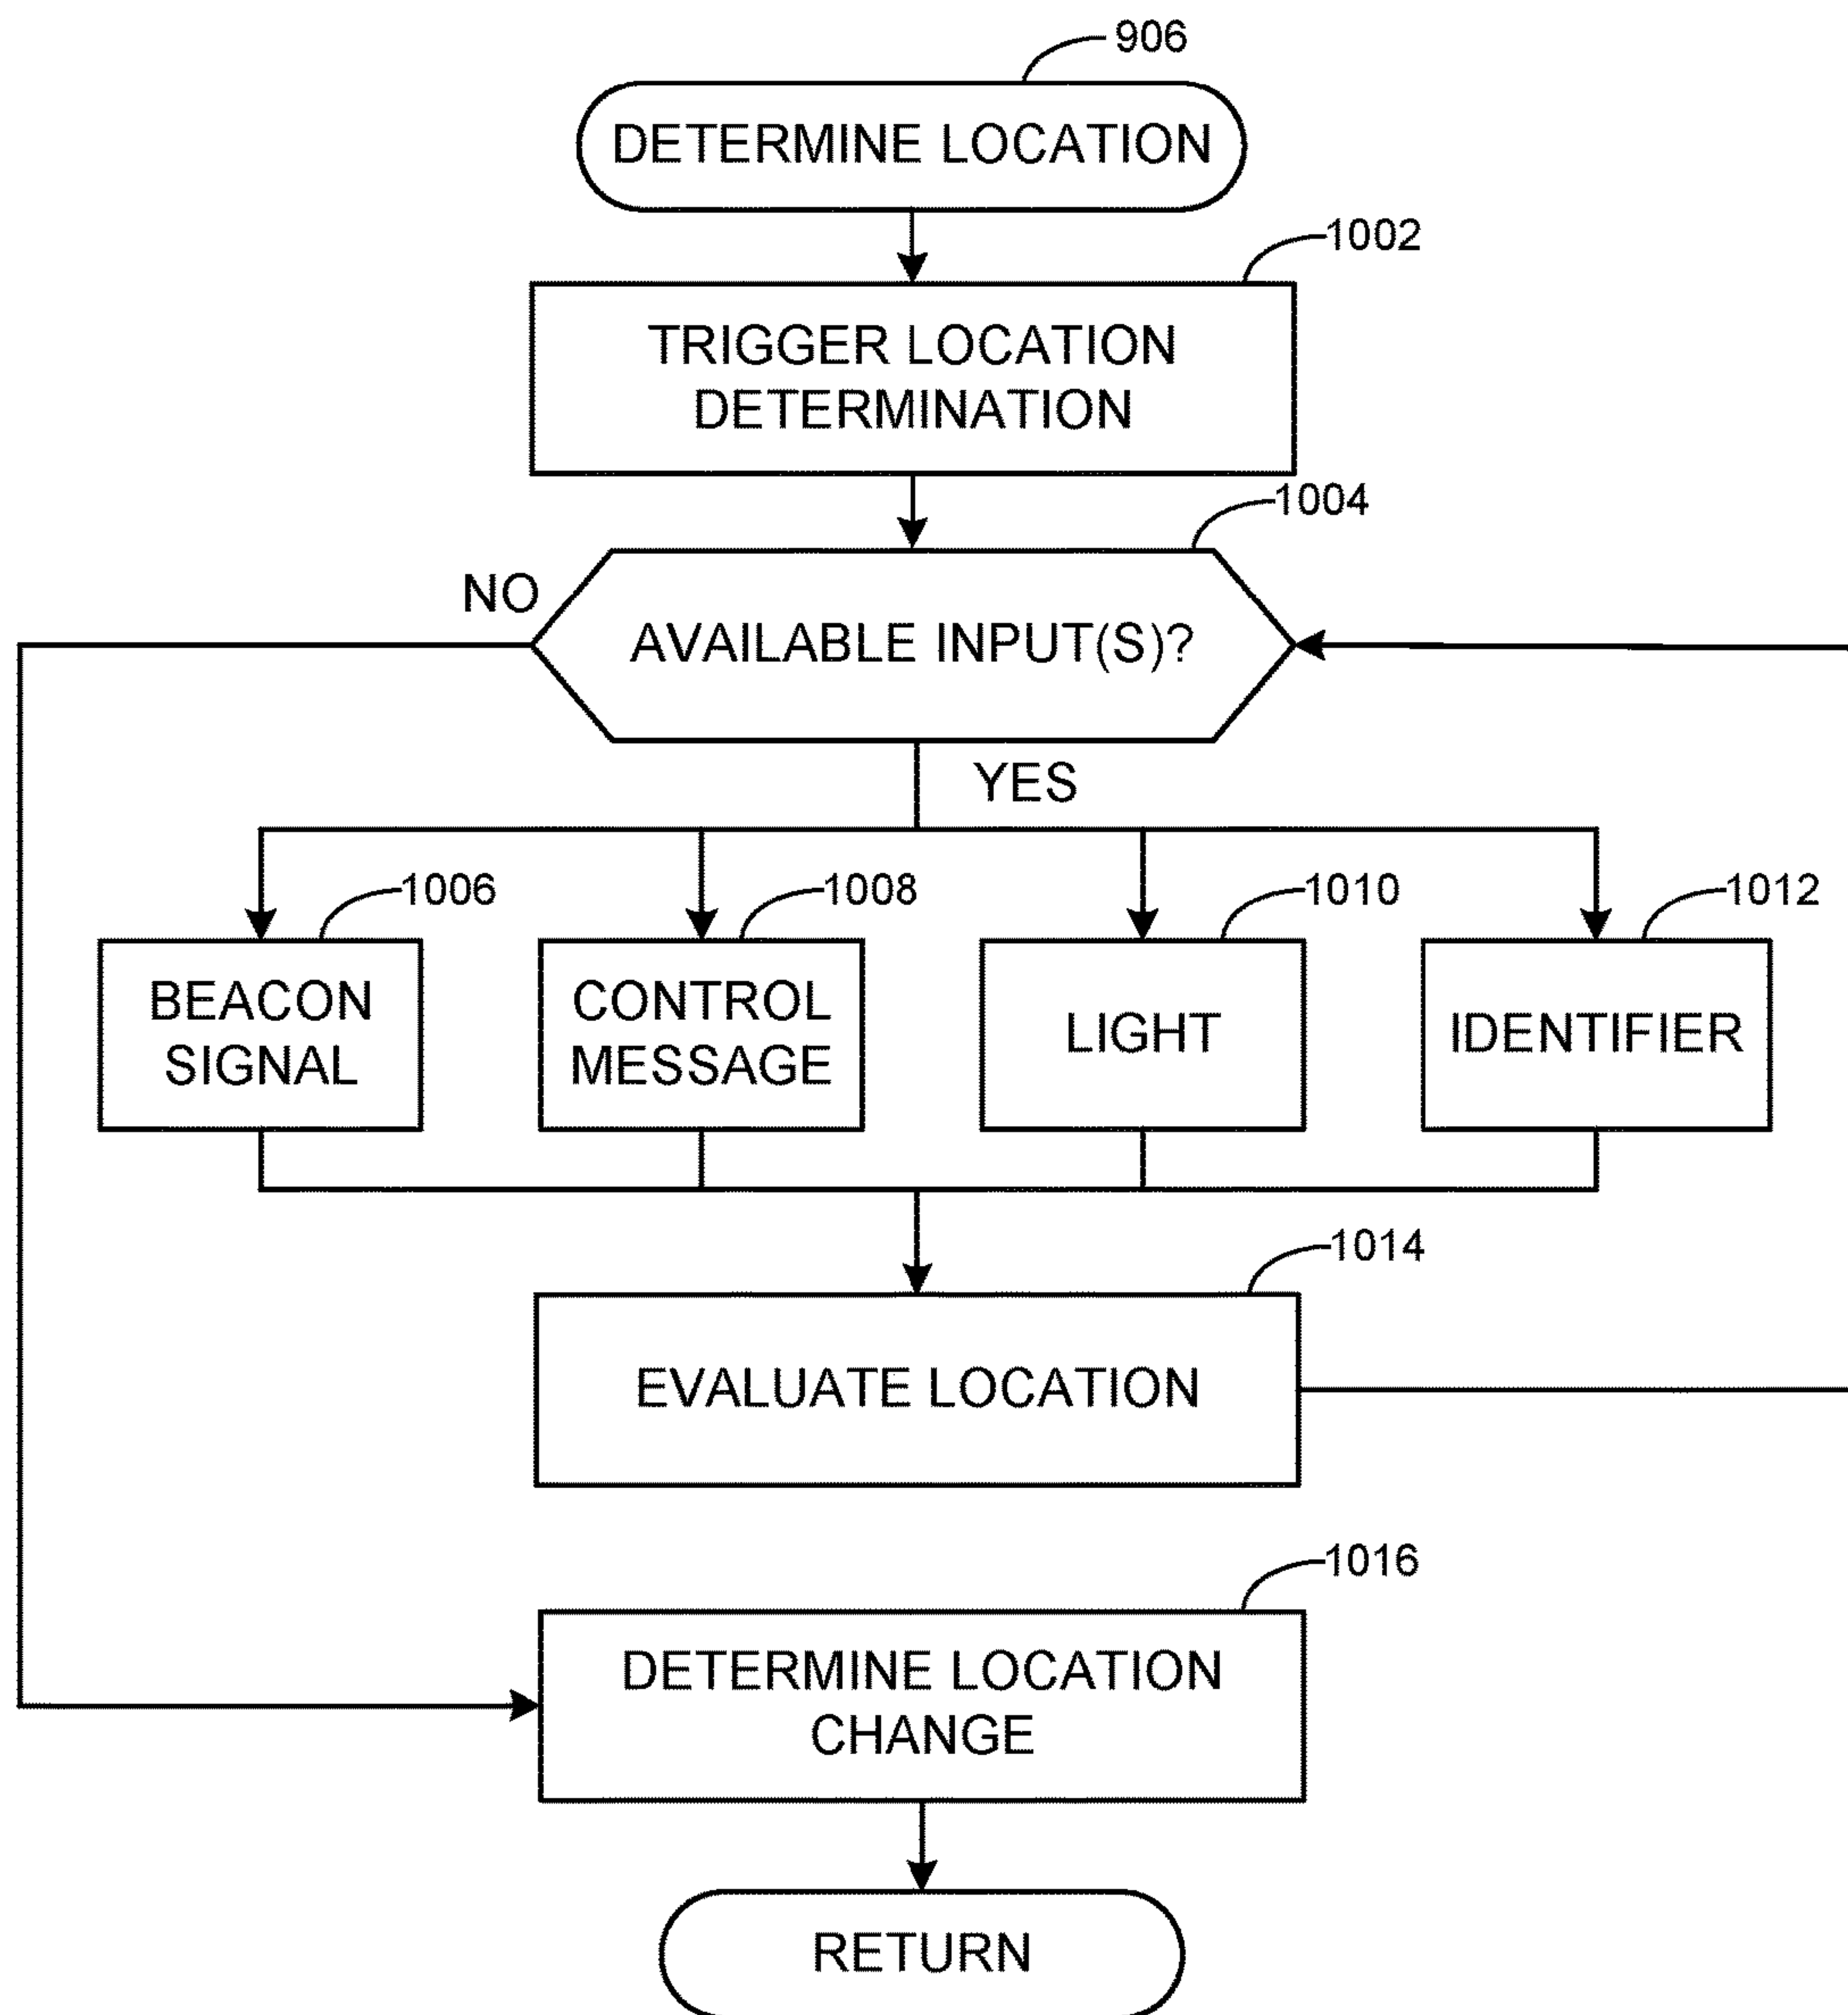 906
DETERMINE LOCATION
1002
TRIGGER LOCATION
DETERMINATION
1004
NO
AVAILABLE INPUT(S)?
YES
1006
1008
1010
1012
BEACON
SIGNAL
CONTROL
MESSAGE
LIGHT
IDENTIFIER
1014
EVALUATE LOCATION
1016
DETERMINE LOCATION
CHANGE
RETURN